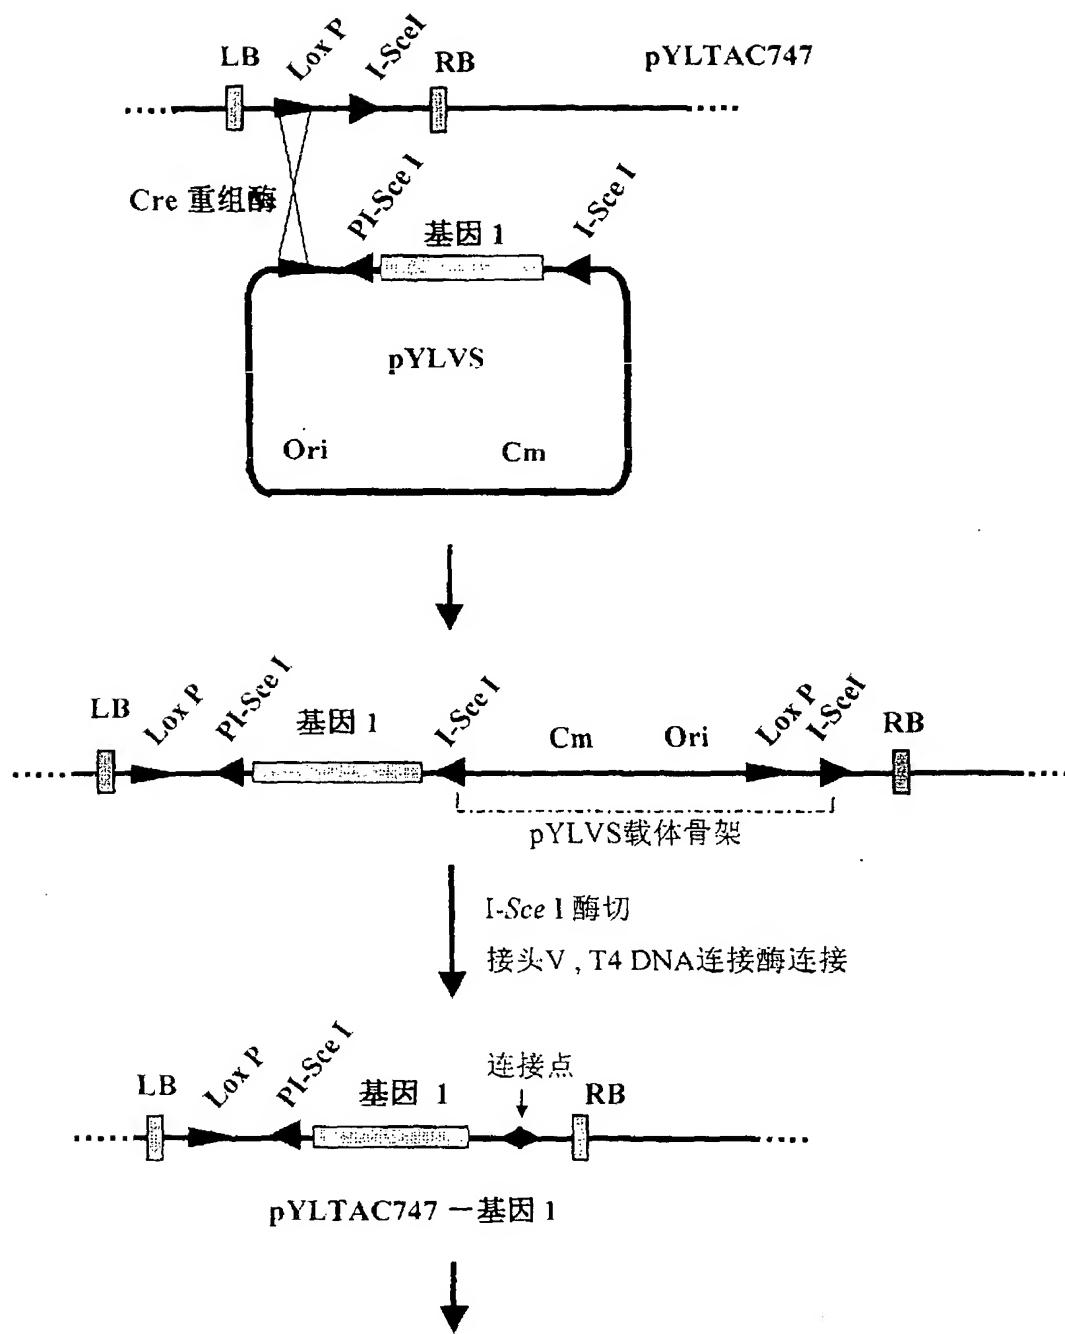 LB Lox P I-SceI RB pYLTAC747
Cre 重组酶
PI-Sce I 基因 1 I-Sce I
pYLVS
Ori Cm
LB Lox P PI-Sce I 基因 1 I-Sce I Cm Ori Lox P I-SceI RB
pYLVS载体骨架
I-Sce I 酶切
接头V , T4 DNA连接酶连接
LB Lox P PI-Sce I 基因 1 连接点 RB
pYLTAC747 －基因 1